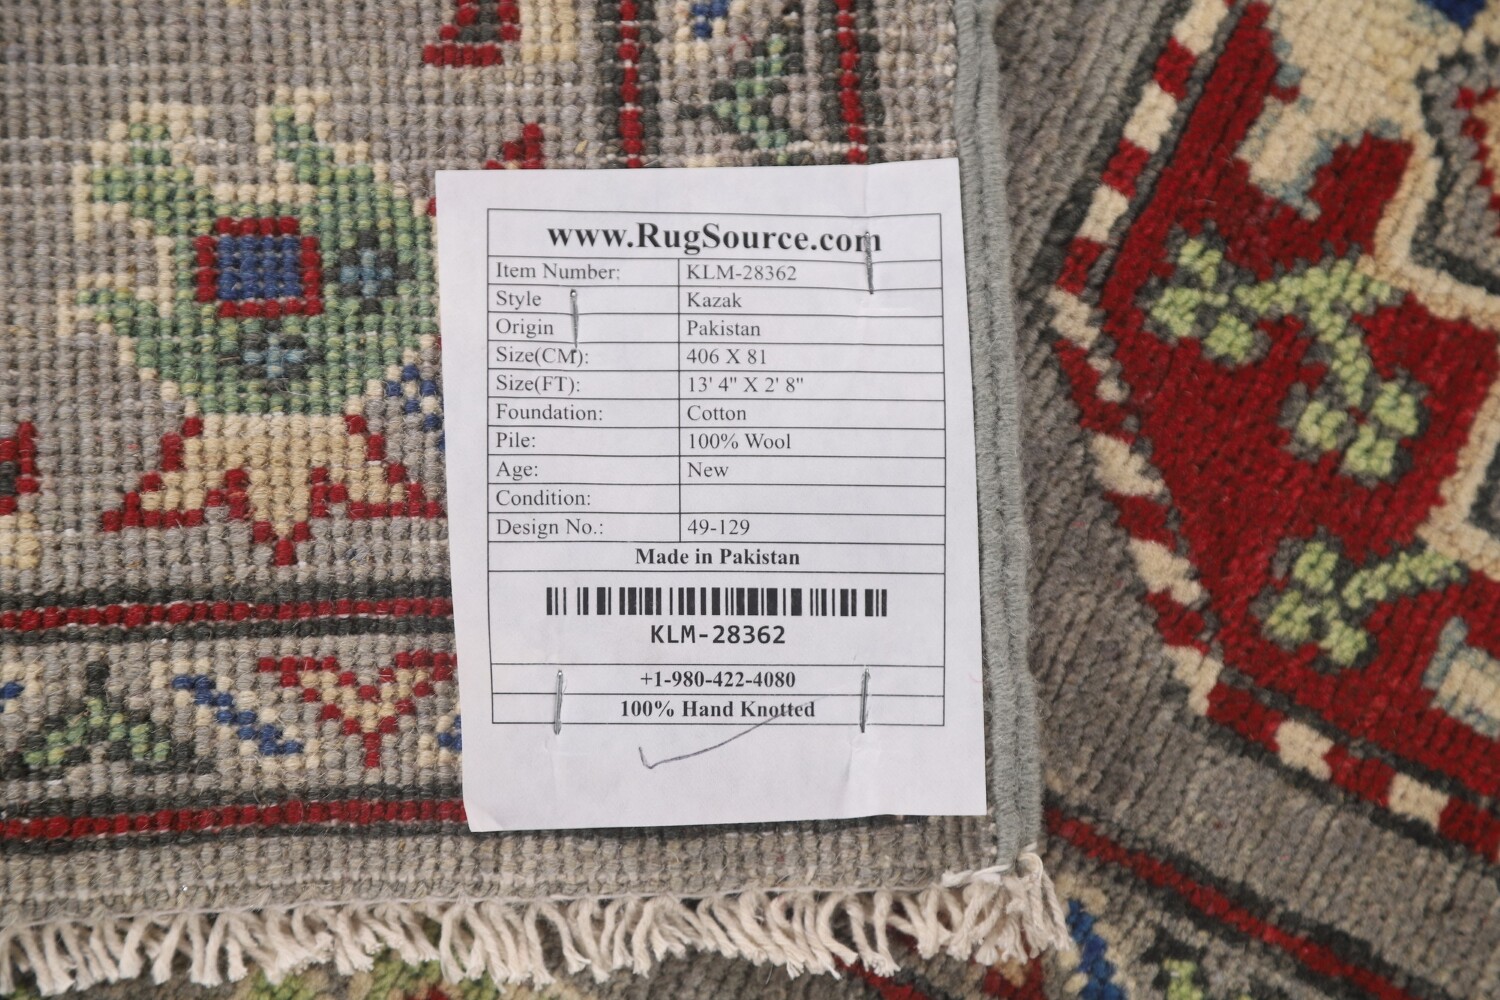 www.RugSource.com
Item Number: KLM-28362
Style Kazak
Origin Pakistan
Size(CM): 406 X 81
Size(FT): 13' 4" X 2' 8"
Foundation: Cotton
Pile: 100% Wool
Age: New
Condition:
Design No.: 49-129
Made in Pakistan
KLM-28362
+1-980-422-4080
100% Hand Knotted